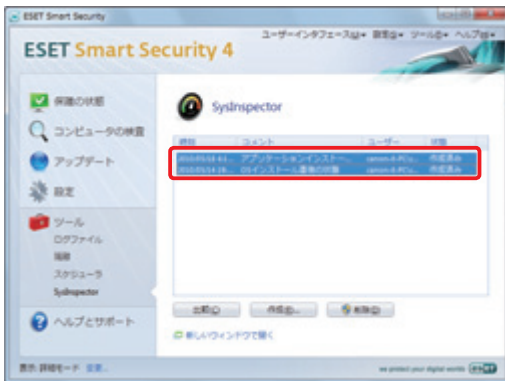 ESET Smart Security
ユーザーインタフェース(U)▾ 設定(S)▾ ツール(T)▾ ヘルプ(H)▾
ESET Smart Security 4
保護の状態
コンピュータの検査
アップデート
設定
ツール
ログファイル
隔離
スケジューラ
SysInspector
ヘルプとサポート
SysInspector
時刻 コメント ユーザー 状態
アプリケーションインストー... 作成済み
OSインストール直後の状態 作成済み
比較(C) 作成(E)... 削除(D)
新しいウィンドウで開く
表示: 詳細モード 変更...
we protect your digital worlds ESET